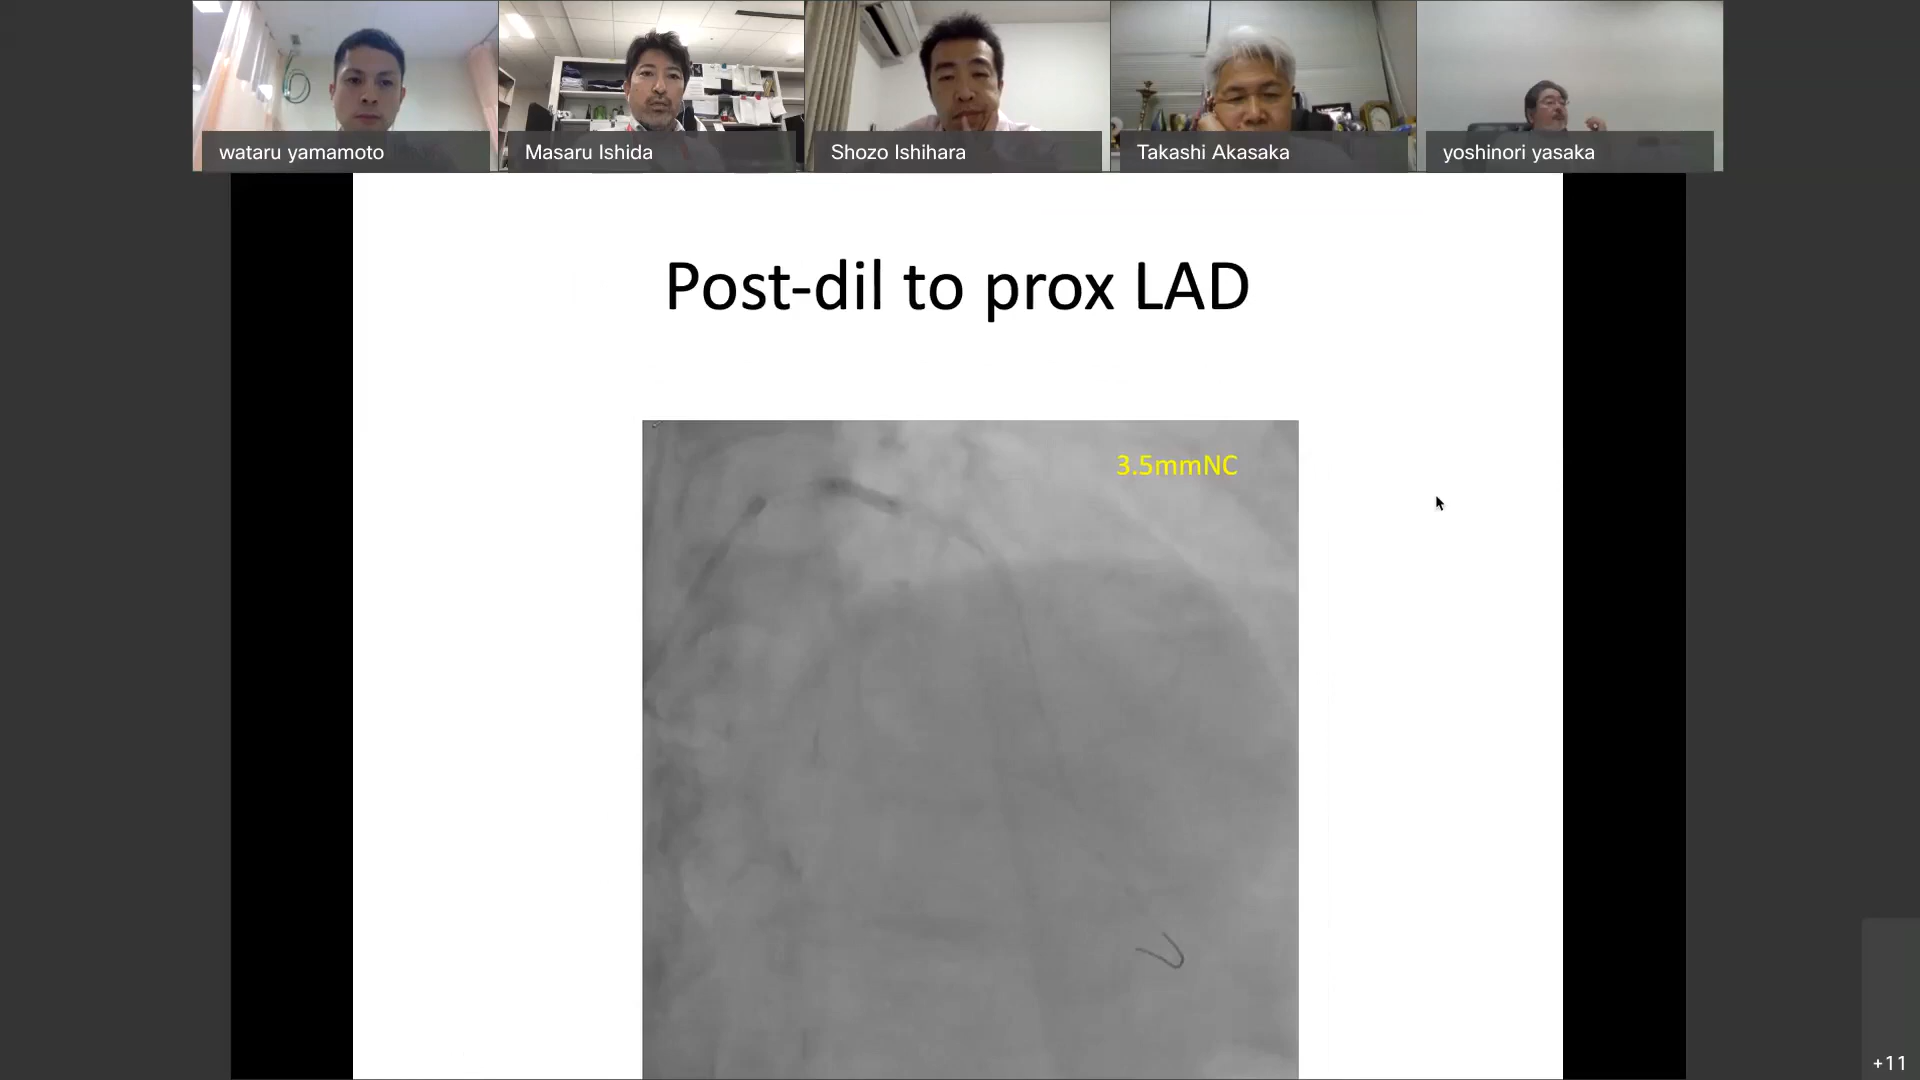 wataru yamamoto
Masaru Ishida
Shozo Ishihara
Takashi Akasaka
yoshinori yasaka
Post-dil to prox LAD
3.5mmNC
+11